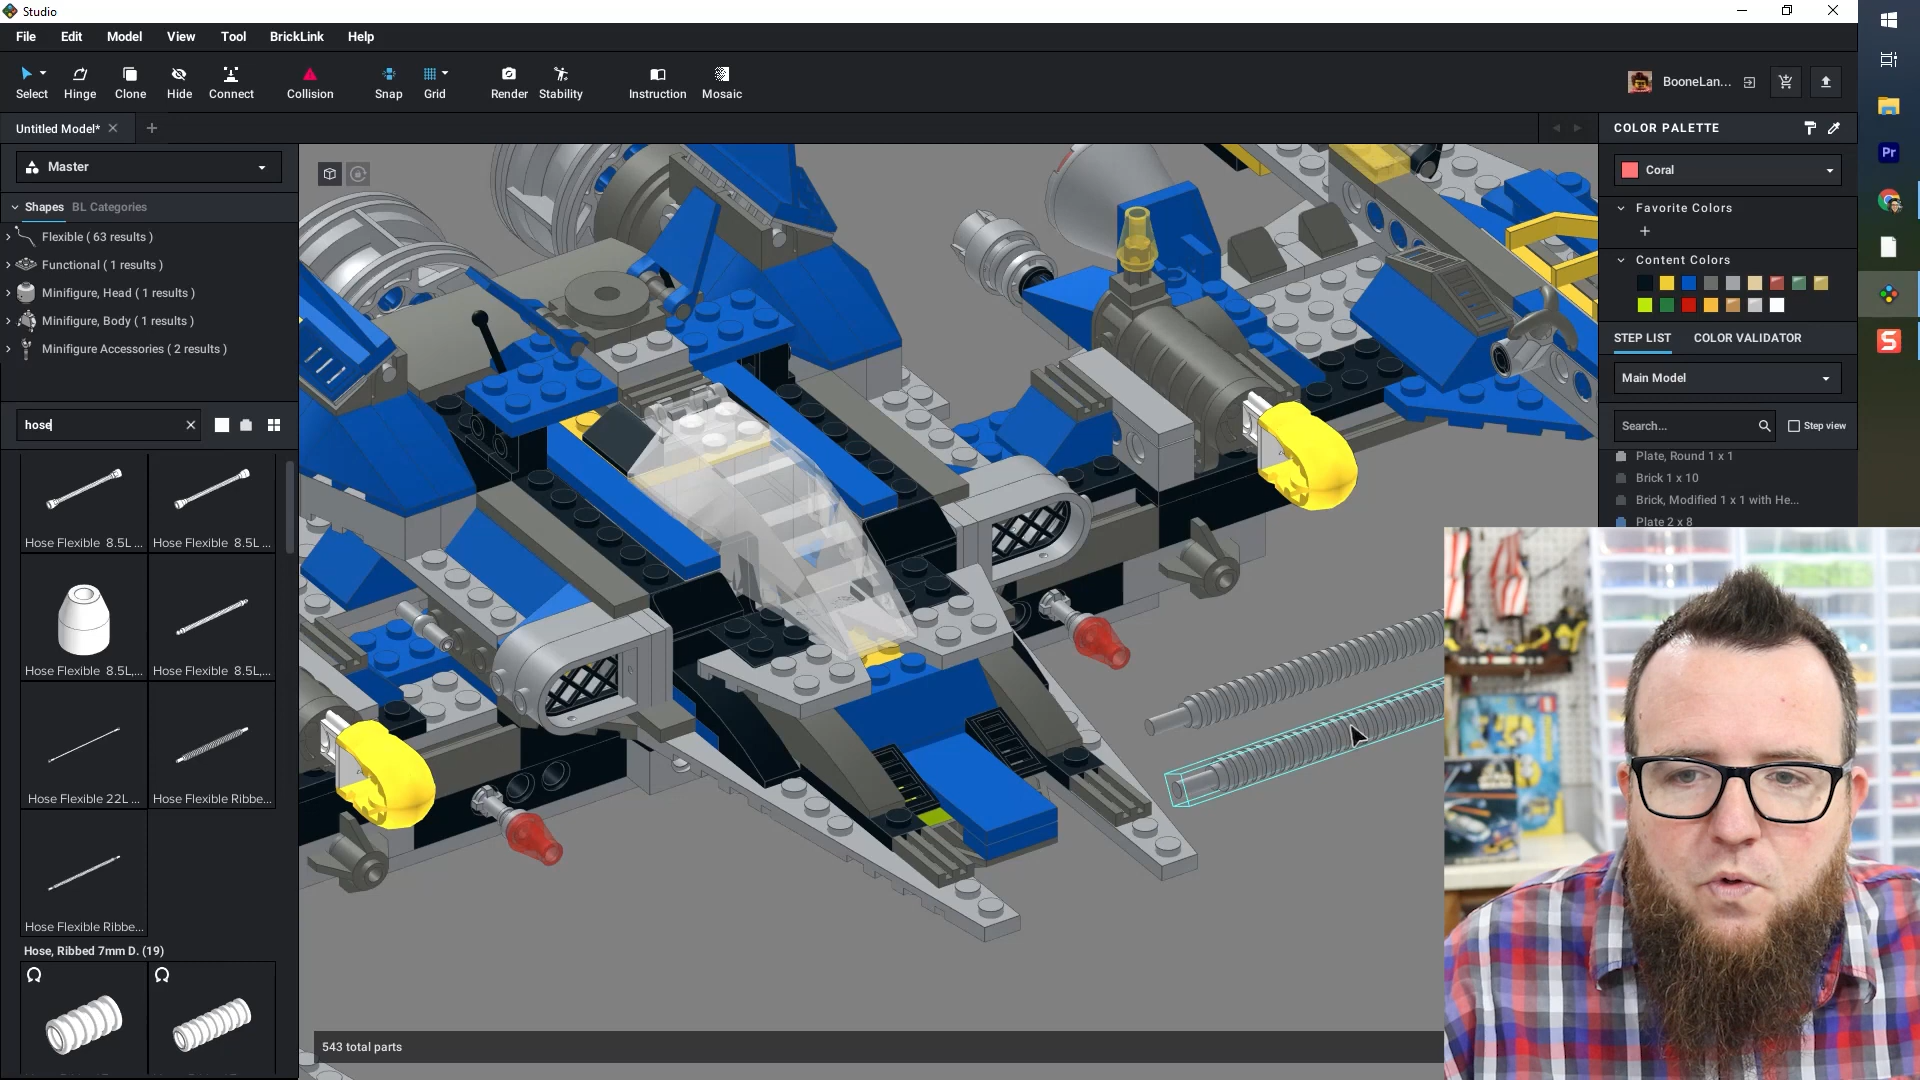 Studio
File Edit Model View Tool BrickLink Help
Select Hinge Clone Hide Connect Collision Snap Grid Render Stability Instruction Mosaic
BooneLan...
Untitled Model*
Master
Shapes BL Categories
Flexible ( 63 results )
Functional ( 1 results )
Minifigure, Head ( 1 results )
Minifigure, Body ( 1 results )
Minifigure Accessories ( 2 results )
hose
Hose Flexible 8.5L ... Hose Flexible 8.5L ...
Hose Flexible 8.5L,... Hose Flexible 8.5L,...
Hose Flexible 22L ... Hose Flexible Ribbe...
Hose Flexible Ribbe...
Hose, Ribbed 7mm D. (19)
543 total parts
COLOR PALETTE
Coral
Favorite Colors
Content Colors
STEP LIST COLOR VALIDATOR
Main Model
Search... Step view
Plate, Round 1 x 1
Brick 1 x 10
Brick, Modified 1 x 1 with He...
Plate 2 x 8
Pr
S